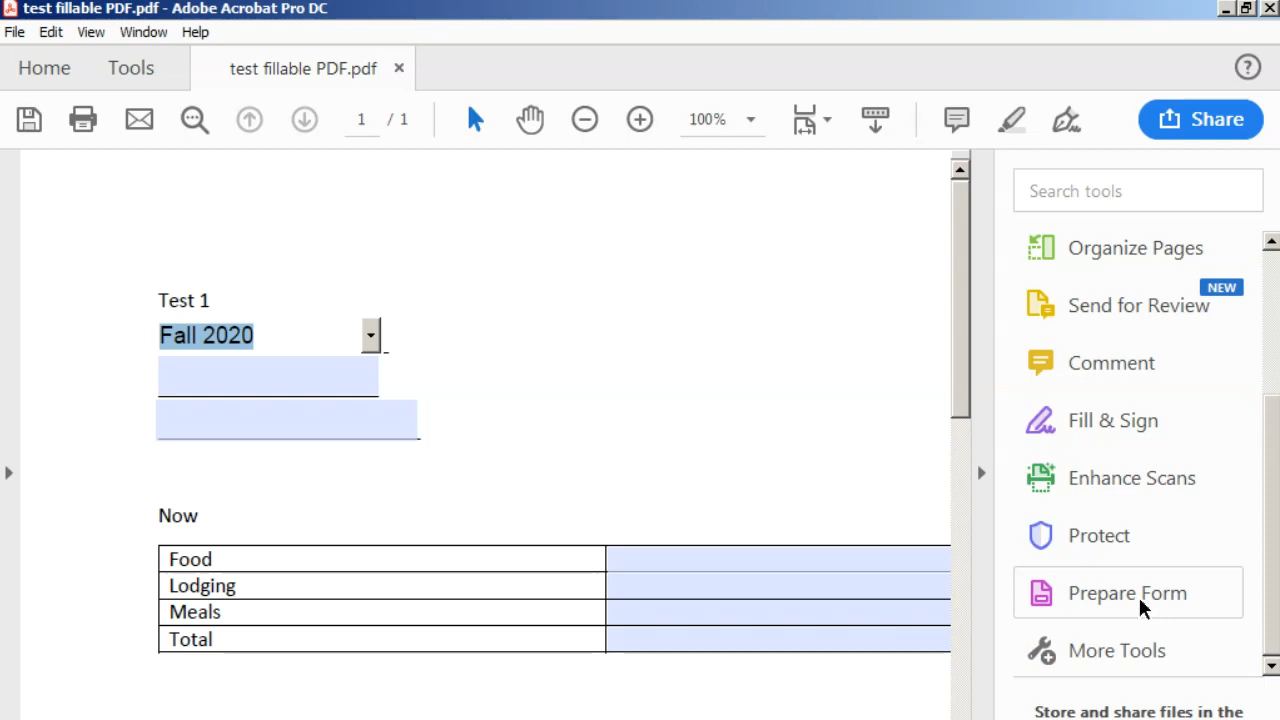 test fillable PDF.pdf - Adobe Acrobat Pro DC
File Edit View Window Help
Home Tools test fillable PDF.pdf ×
1 / 1 100% Share
Search tools
Organize Pages
NEW
Send for Review
Comment
Fill & Sign
Enhance Scans
Protect
Prepare Form
More Tools
Store and share files in the
Test 1
Fall 2020
Now
Food
Lodging
Meals
Total